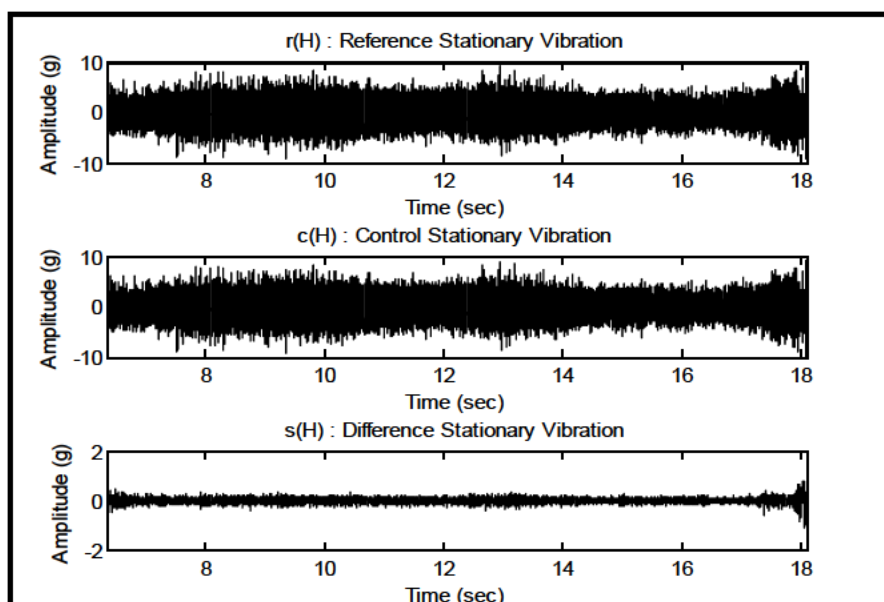 r(H) : Reference Stationary Vibration
10
0
-10
Amplitude (g)
8 10 12 14 16 18
Time (sec)
c(H) : Control Stationary Vibration
10
0
-10
Amplitude (g)
8 10 12 14 16 18
Time (sec)
s(H) : Difference Stationary Vibration
2
0
-2
Amplitude (g)
8 10 12 14 16 18
Time (sec)